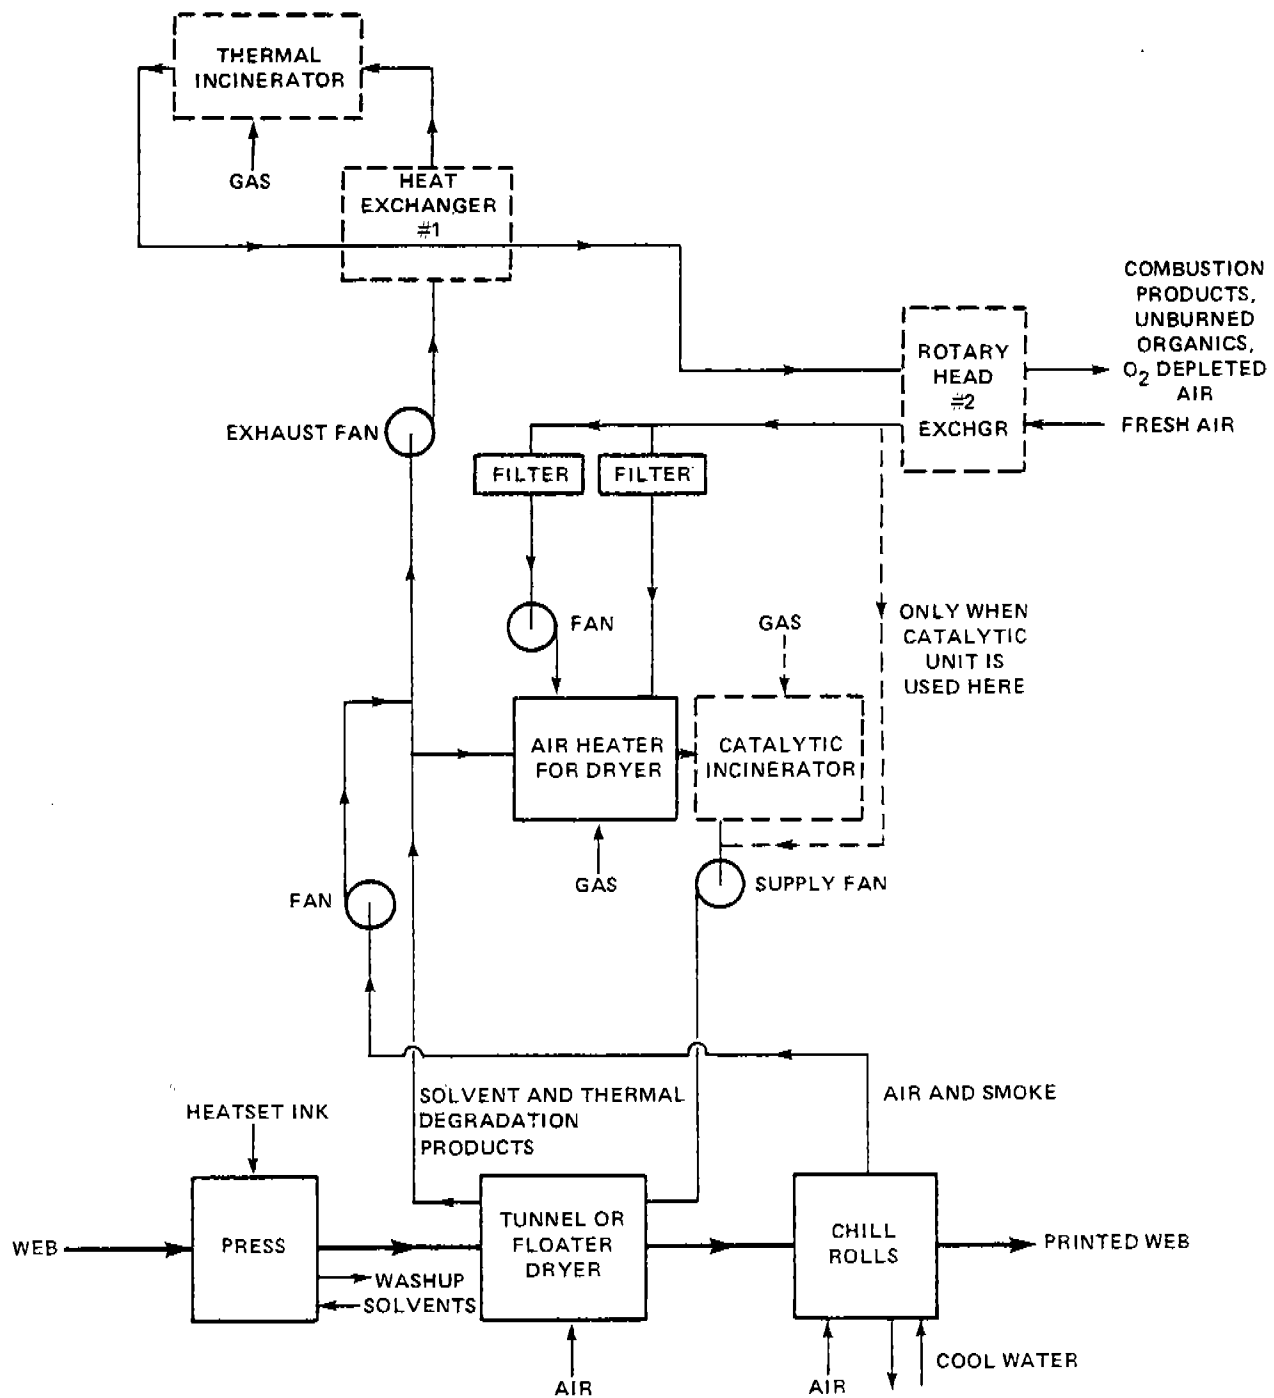 THERMAL
INCINERATOR
GAS
HEAT
EXCHANGER
#1
COMBUSTION
PRODUCTS,
UNBURNED
ORGANICS,
O2 DEPLETED
AIR
ROTARY
HEAD
#2
EXCHGR
FRESH AIR
EXHAUST FAN
FILTER
FILTER
FAN
GAS
ONLY WHEN
CATALYTIC
UNIT IS
USED HERE
AIR HEATER
FOR DRYER
CATALYTIC
INCINERATOR
GAS
SUPPLY FAN
FAN
SOLVENT AND THERMAL
DEGRADATION
PRODUCTS
AIR AND SMOKE
HEATSET INK
WEB
PRESS
WASHUP
SOLVENTS
TUNNEL OR
FLOATER
DRYER
CHILL
ROLLS
PRINTED WEB
AIR
AIR
COOL WATER